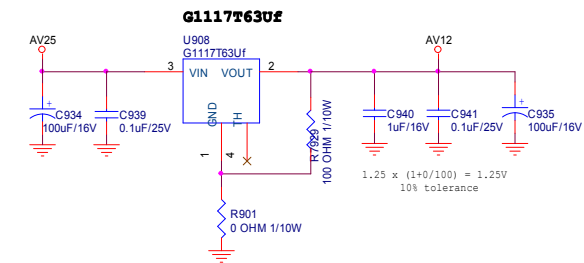 G1117T63Uf
AV25
U908
G1117T63Uf
AV12
3
VIN
VOUT
2
GND
TH
1
4
C934
100uF/16V
C939
0.1uF/25V
R7929
100 OHM 1/10W
C940
1uF/16V
C941
0.1uF/25V
C935
100uF/16V
1.25 x (1+0/100) = 1.25V
10% tolerance
R901
0 OHM 1/10W